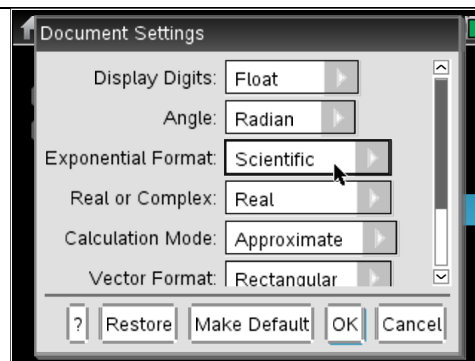 Document Settings
Display Digits: Float
Angle: Radian
Exponential Format: Scientific
Real or Complex: Real
Calculation Mode: Approximate
Vector Format: Rectangular
? Restore Make Default OK Cancel